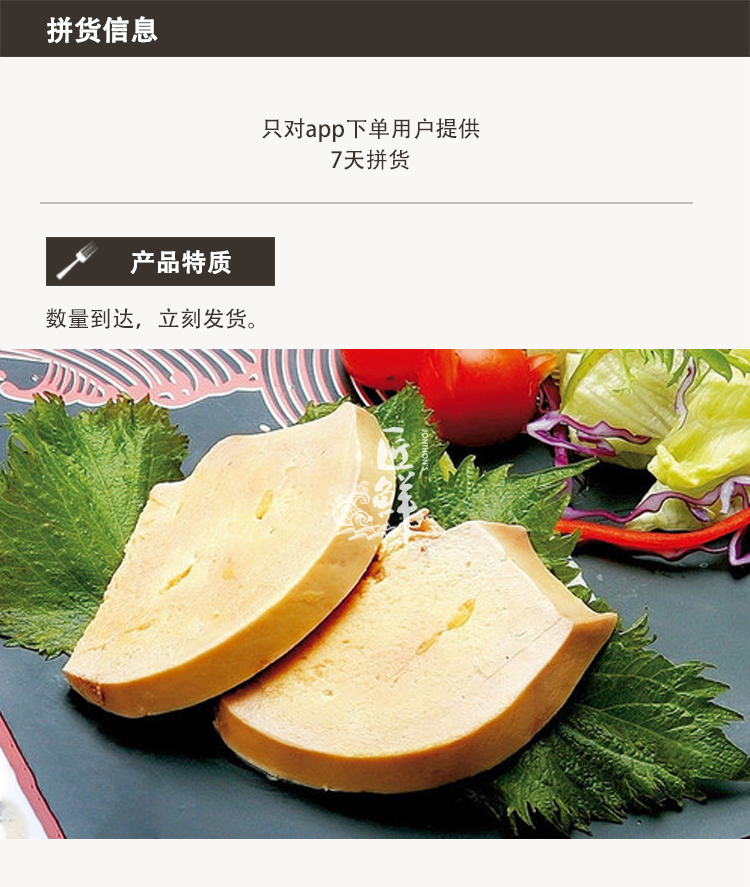 拼货信息
只对app下单用户提供
7天拼货
产品特质
数量到达，立刻发货。
匠鲜